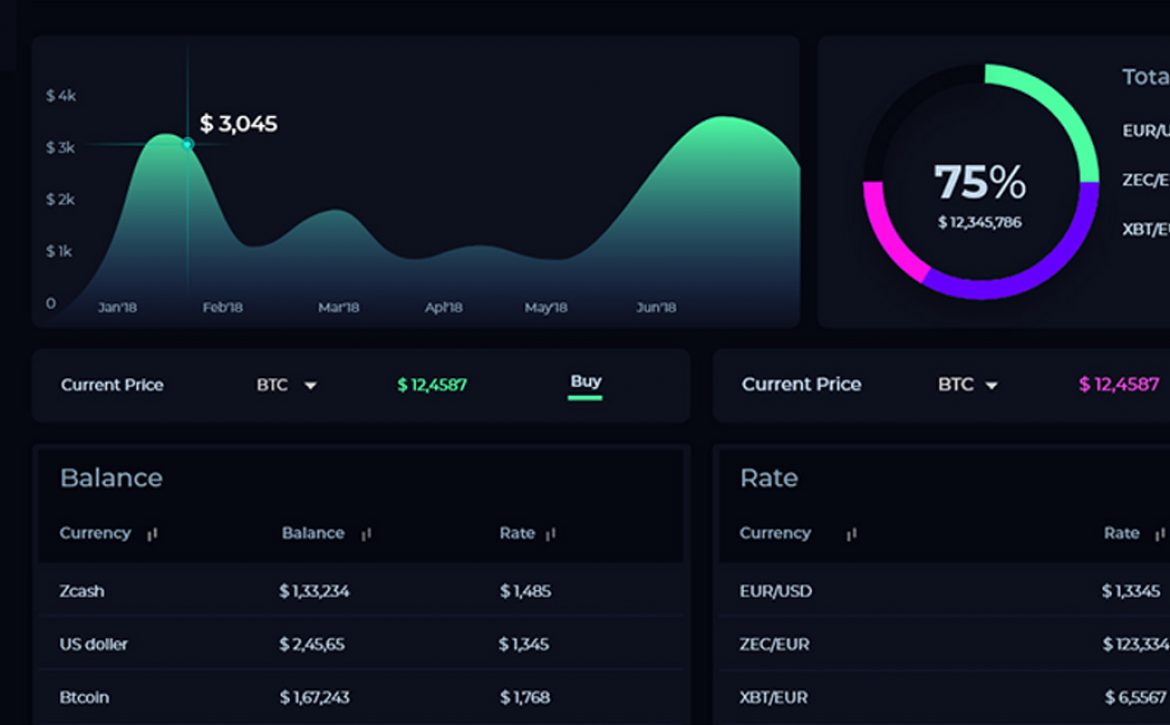 $ 4k
$ 3,045
$ 3k
$ 2k
$ 1k
0
Jan'18 Feb'18 Mar'18 Apl'18 May'18 Jun'18
75%
$ 12,345,786
Tota
EUR/U
ZEC/E
XBT/E
Current Price BTC $ 12,4587 Buy
Current Price BTC $ 12,4587
Balance
Currency Balance Rate
Zcash $ 1,33,234 $ 1,485
US doller $ 2,45,65 $ 1,345
Btcoin $ 1,67,243 $ 1,768
Rate
Currency Rate
EUR/USD $ 1,3345
ZEC/EUR $ 123,334
XBT/EUR $ 6,5567